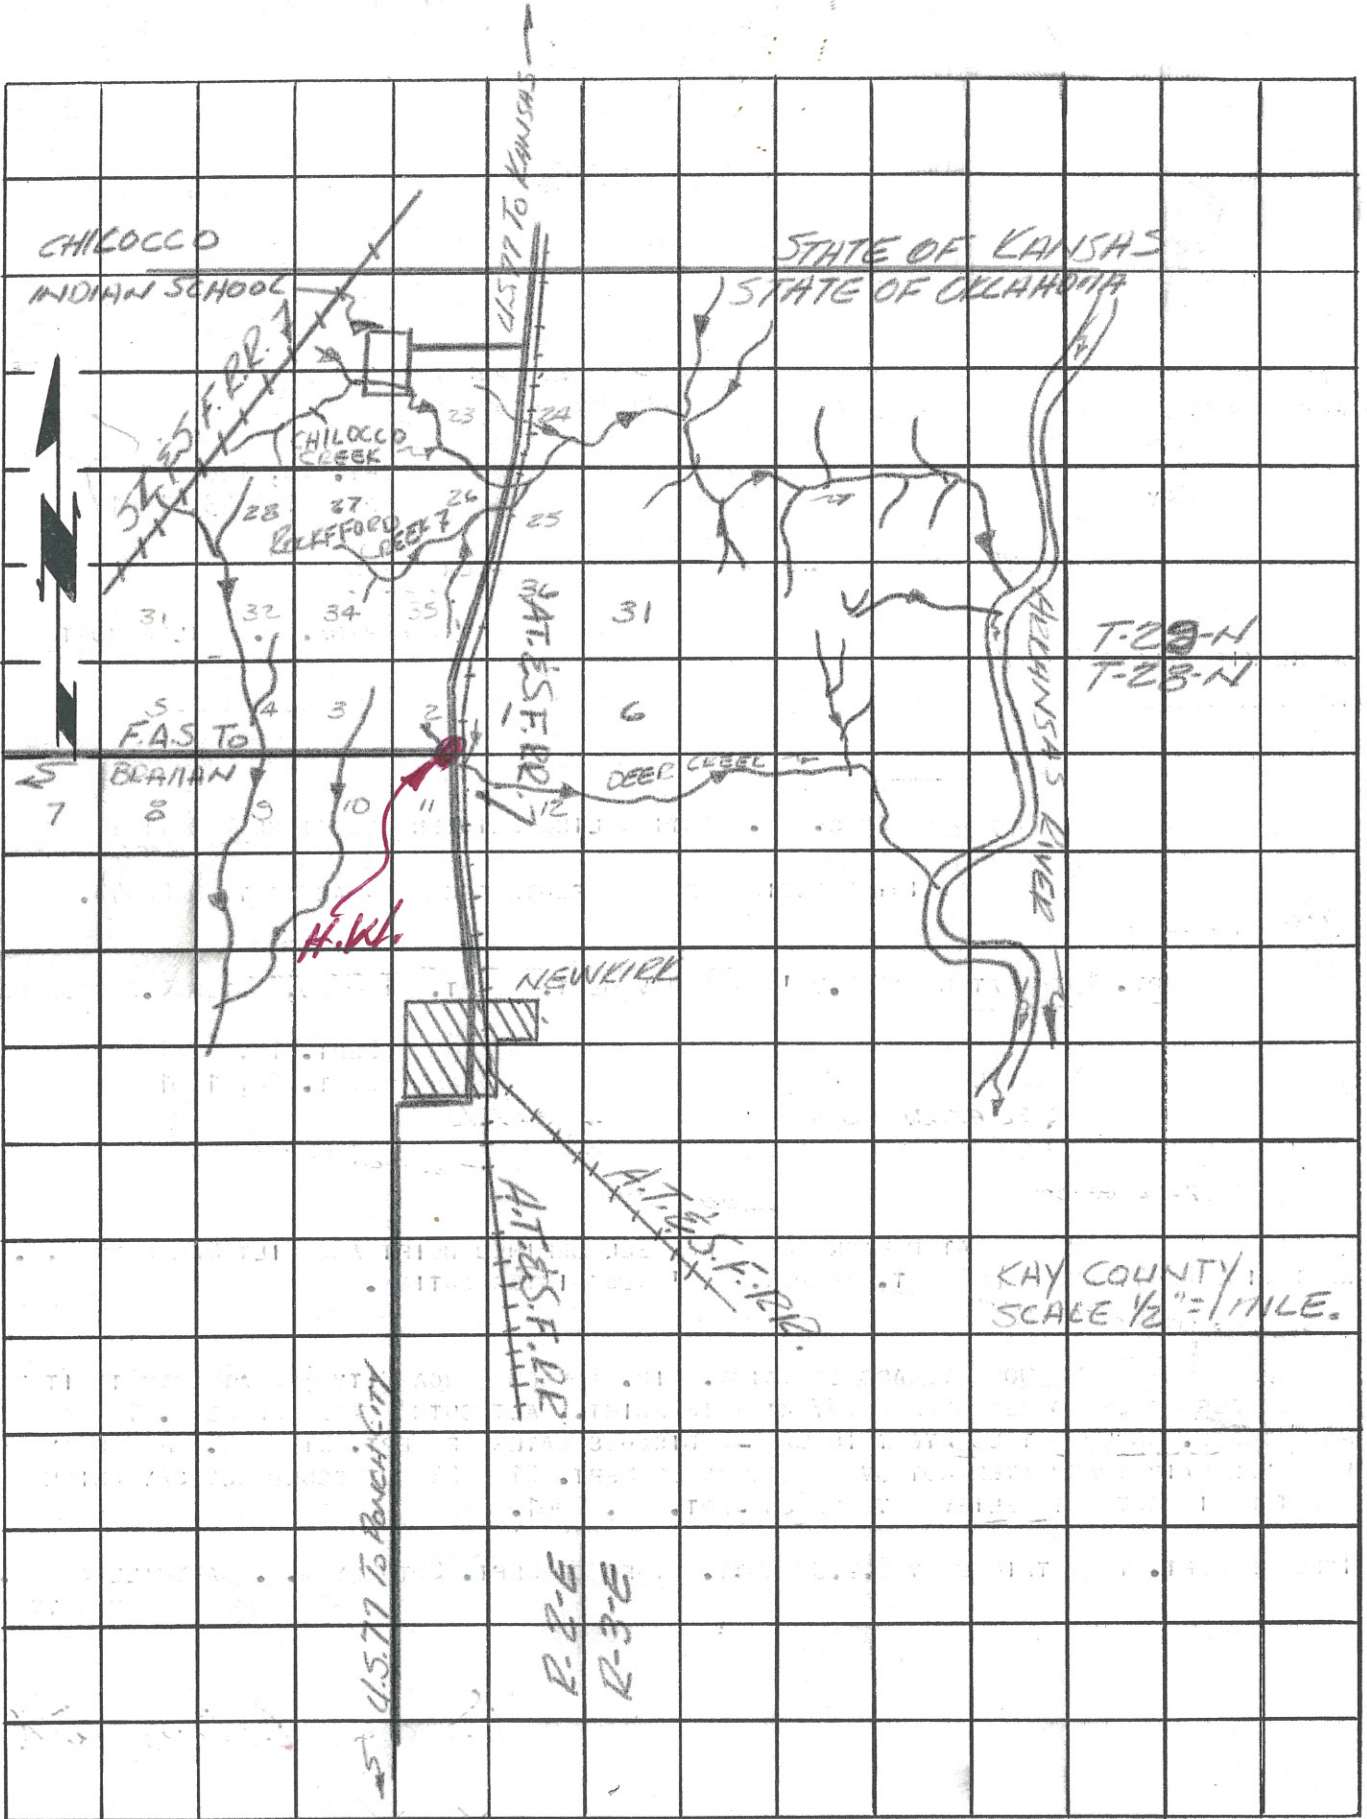 U.S. 77 TO KANSAS
CHILOCCO
INDIAN SCHOOL
STATE OF KANSAS
STATE OF OKLAHOMA
S.F.R.R.
23
24
CHILOCCO
CREEK
28
27
26
25
CREEK
31
32
34
35
36
31
A.T.&S.F.RR.
ARKANSAS RIVER
T-29-N
T-28-N
5
4
3
2
1
6
F.A.S. TO
BRAMAN
DEER CREEK
7
8
9
10
11
12
H.W.
NEWKIRK
A.T.&S.F.R.R.
A.T.&S.F.R.R.
KAY COUNTY
SCALE 1/2"=1 MILE.
U.S.77 TO PONCA CITY
R-2-E
R-3-E